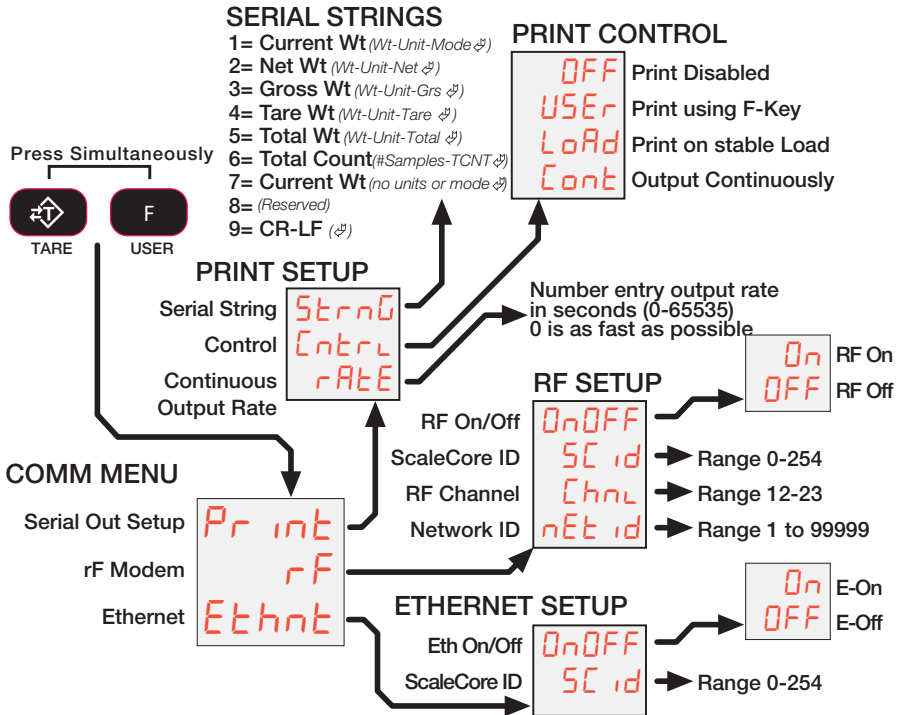 SERIAL STRINGS
1= Current Wt (Wt-Unit-Mode ↲)
2= Net Wt (Wt-Unit-Net ↲)
3= Gross Wt (Wt-Unit-Grs ↲)
4= Tare Wt (Wt-Unit-Tare ↲)
5= Total Wt (Wt-Unit-Total ↲)
6= Total Count (#Samples-TCNT ↲)
7= Current Wt (no units or mode ↲)
8= (Reserved)
9= CR-LF (↲)
PRINT CONTROL
OFF Print Disabled
USEr Print using F-Key
LoAd Print on stable Load
Cont Output Continuously
Press Simultaneously
T
F
TARE
USER
PRINT SETUP
Serial String StrnG
Control CntrL
Continuous Output Rate rAtE
Number entry output rate
in seconds (0-65535)
0 is as fast as possible
RF SETUP
RF On/Off OnOFF
On RF On
OFF RF Off
ScaleCore ID SC id Range 0-254
RF Channel ChnL Range 12-23
Network ID nEt id Range 1 to 99999
COMM MENU
Serial Out Setup Print
rF Modem rF
Ethernet Ethnt
ETHERNET SETUP
Eth On/Off OnOFF
On E-On
OFF E-Off
ScaleCore ID SC id Range 0-254